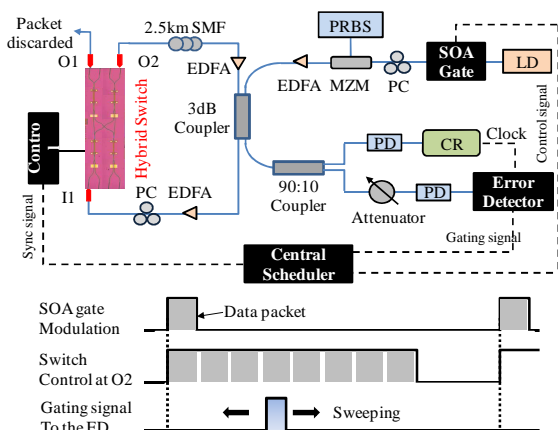 Packet
discarded
2.5km SMF
PRBS
SOA
Gate
LD
O1
O2
EDFA
EDFA
MZM
PC
3dB
Coupler
Hybrid Switch
Contro
Control signal
Clock
PD
CR
90:10
Coupler
Attenuator
PD
Error
Detector
I1
PC
EDFA
Sync signal
Gating signal
Central
Scheduler
SOA gate
Modulation
Data packet
Switch
Control at O2
Gating signal
To the ED
Sweeping